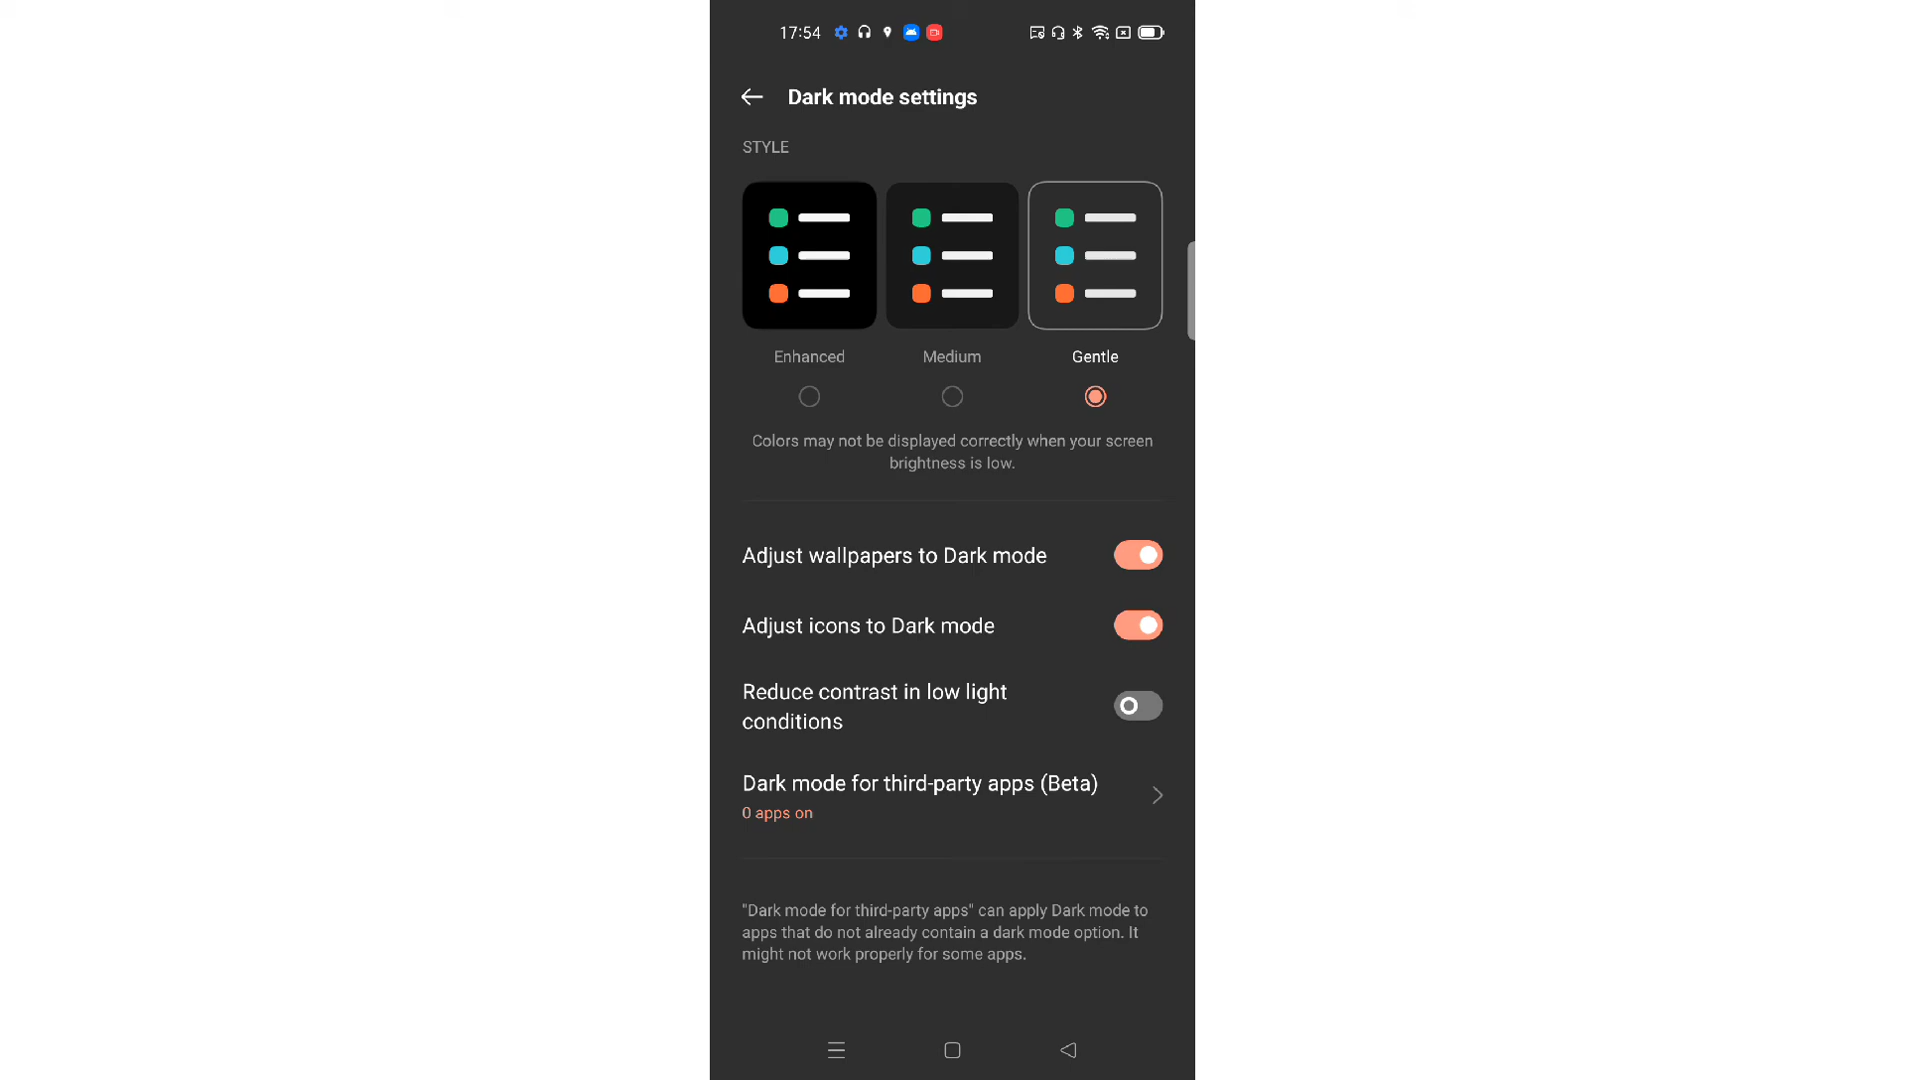 17:54
Dark mode settings
STYLE
Enhanced
Medium
Gentle
Colors may not be displayed correctly when your screen
brightness is low.
Adjust wallpapers to Dark mode
Adjust icons to Dark mode
Reduce contrast in low light
conditions
Dark mode for third-party apps (Beta)
0 apps on
"Dark mode for third-party apps" can apply Dark mode to
apps that do not already contain a dark mode option. It
might not work properly for some apps.